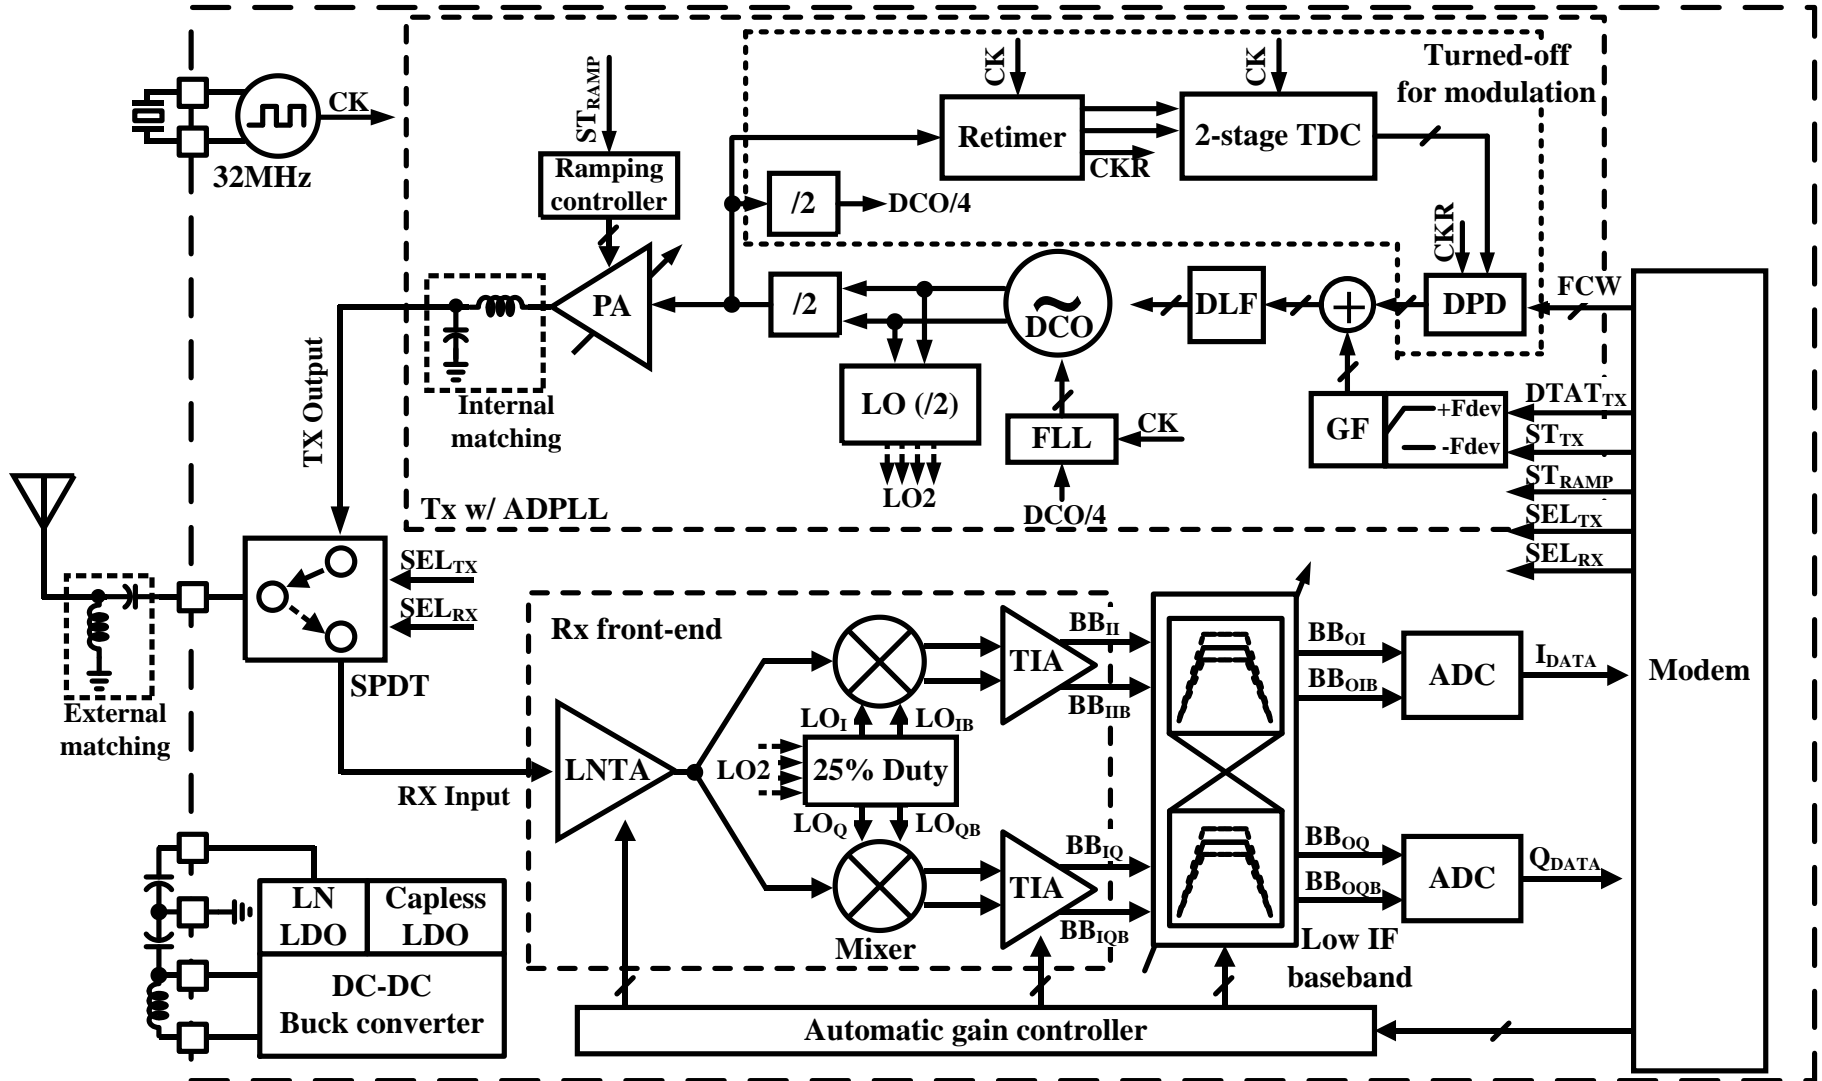 CK
32MHz
ST_RAMP
Ramping
controller
CK
CK
Turned-off
for modulation
Retimer
2-stage TDC
CKR
/2
DCO/4
CKR
PA
/2
DCO
DLF
+
DPD
FCW
Internal
matching
LO (/2)
LO2
FLL
CK
DCO/4
GF
+Fdev
-Fdev
DTAT_TX
ST_TX
ST_RAMP
SEL_TX
SEL_RX
TX Output
Tx w/ ADPLL
SEL_TX
SEL_RX
SPDT
External
matching
RX Input
Rx front-end
LNTA
LO_I
LO_IB
LO2
25% Duty
LO_Q
LO_QB
Mixer
TIA
TIA
BB_II
BB_IIB
BB_IQ
BB_IQB
BB_OI
BB_OIB
BB_OQ
BB_OQB
Low IF
baseband
ADC
ADC
I_DATA
Q_DATA
Modem
LN
LDO
Capless
LDO
DC-DC
Buck converter
Automatic gain controller